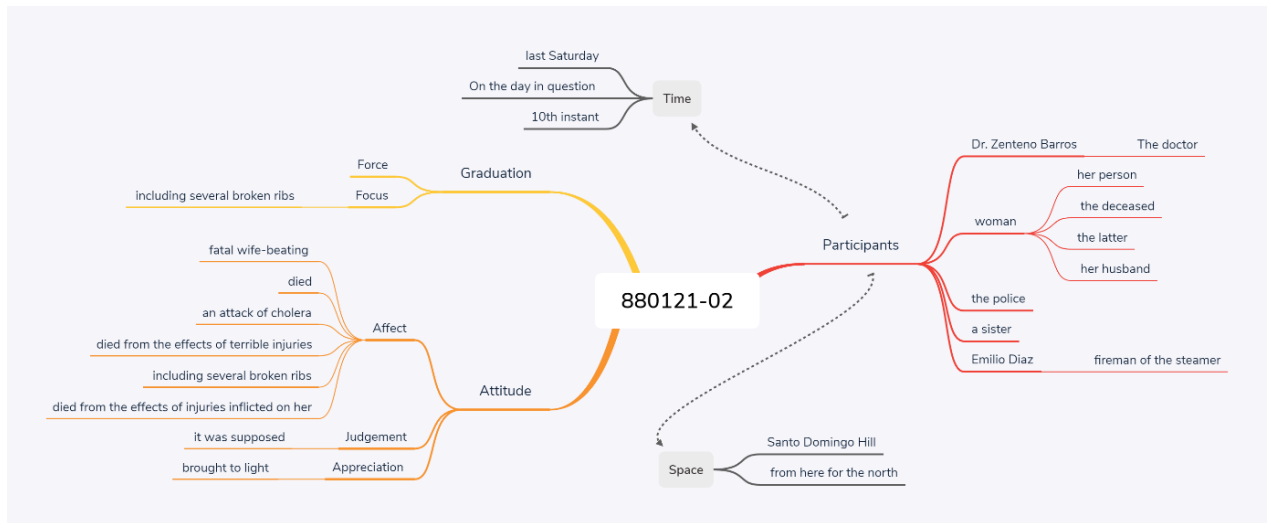 last Saturday
On the day in question
10th instant
Time
Graduation
Force
Focus
including several broken ribs
880121-02
Attitude
Affect
fatal wife-beating
died
an attack of cholera
died from the effects of terrible injuries
including several broken ribs
died from the effects of injuries inflicted on her
Judgement
it was supposed
Appreciation
brought to light
Participants
Dr. Zenteno Barros
The doctor
woman
her person
the deceased
the latter
her husband
the police
a sister
Emilio Diaz
fireman of the steamer
Space
Santo Domingo Hill
from here for the north